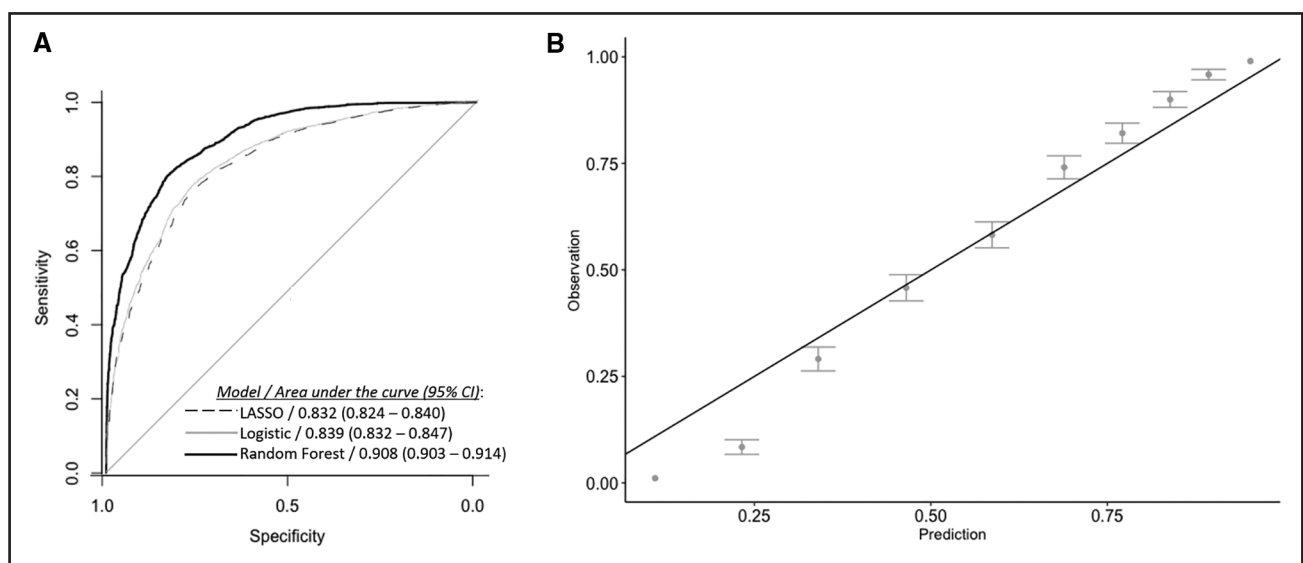 A
1.0
0.8
0.6
0.4
0.2
0.0
Sensitivity
Model / Area under the curve (95% CI):
LASSO / 0.832 (0.824 – 0.840)
Logistic / 0.839 (0.832 – 0.847)
Random Forest / 0.908 (0.903 – 0.914)
1.0 0.5 0.0
Specificity
B
1.00
0.75
0.50
0.25
0.00
Observation
0.25 0.50 0.75
Prediction